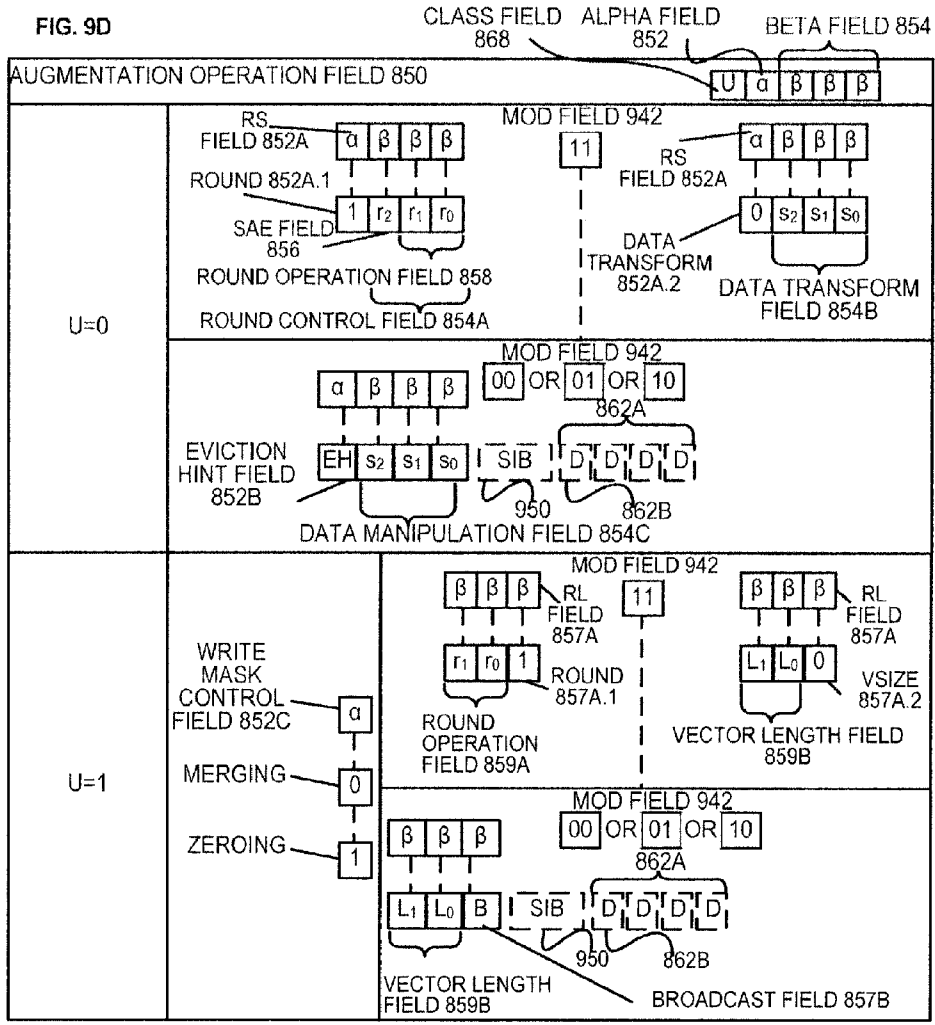 FIG. 9D
CLASS FIELD
868
ALPHA FIELD
852
BETA FIELD 854
AUGMENTATION OPERATION FIELD 850
U α β β β
U=0
RS
FIELD 852A
α β β β
ROUND 852A.1
1 r2 r1 r0
SAE FIELD
856
ROUND OPERATION FIELD 858
ROUND CONTROL FIELD 854A
MOD FIELD 942
11
α β β β
RS
FIELD 852A
0 S2 S1 S0
DATA
TRANSFORM
852A.2
DATA TRANSFORM
FIELD 854B
MOD FIELD 942
00 OR 01 OR 10
α β β β
862A
EVICTION
HINT FIELD
852B
EH S2 S1 S0 SIB D D D D
950
862B
DATA MANIPULATION FIELD 854C
U=1
WRITE
MASK
CONTROL
FIELD 852C
α
MERGING
0
ZEROING
1
MOD FIELD 942
11
β β β
RL
FIELD
857A
r1 r0 1
ROUND
857A.1
ROUND
OPERATION
FIELD 859A
β β β
RL
FIELD
857A
L1 L0 0
VSIZE
857A.2
VECTOR LENGTH FIELD
859B
MOD FIELD 942
00 OR 01 OR 10
β β β
862A
L1 L0 B SIB D D D D
950
862B
VECTOR LENGTH
FIELD 859B
BROADCAST FIELD 857B